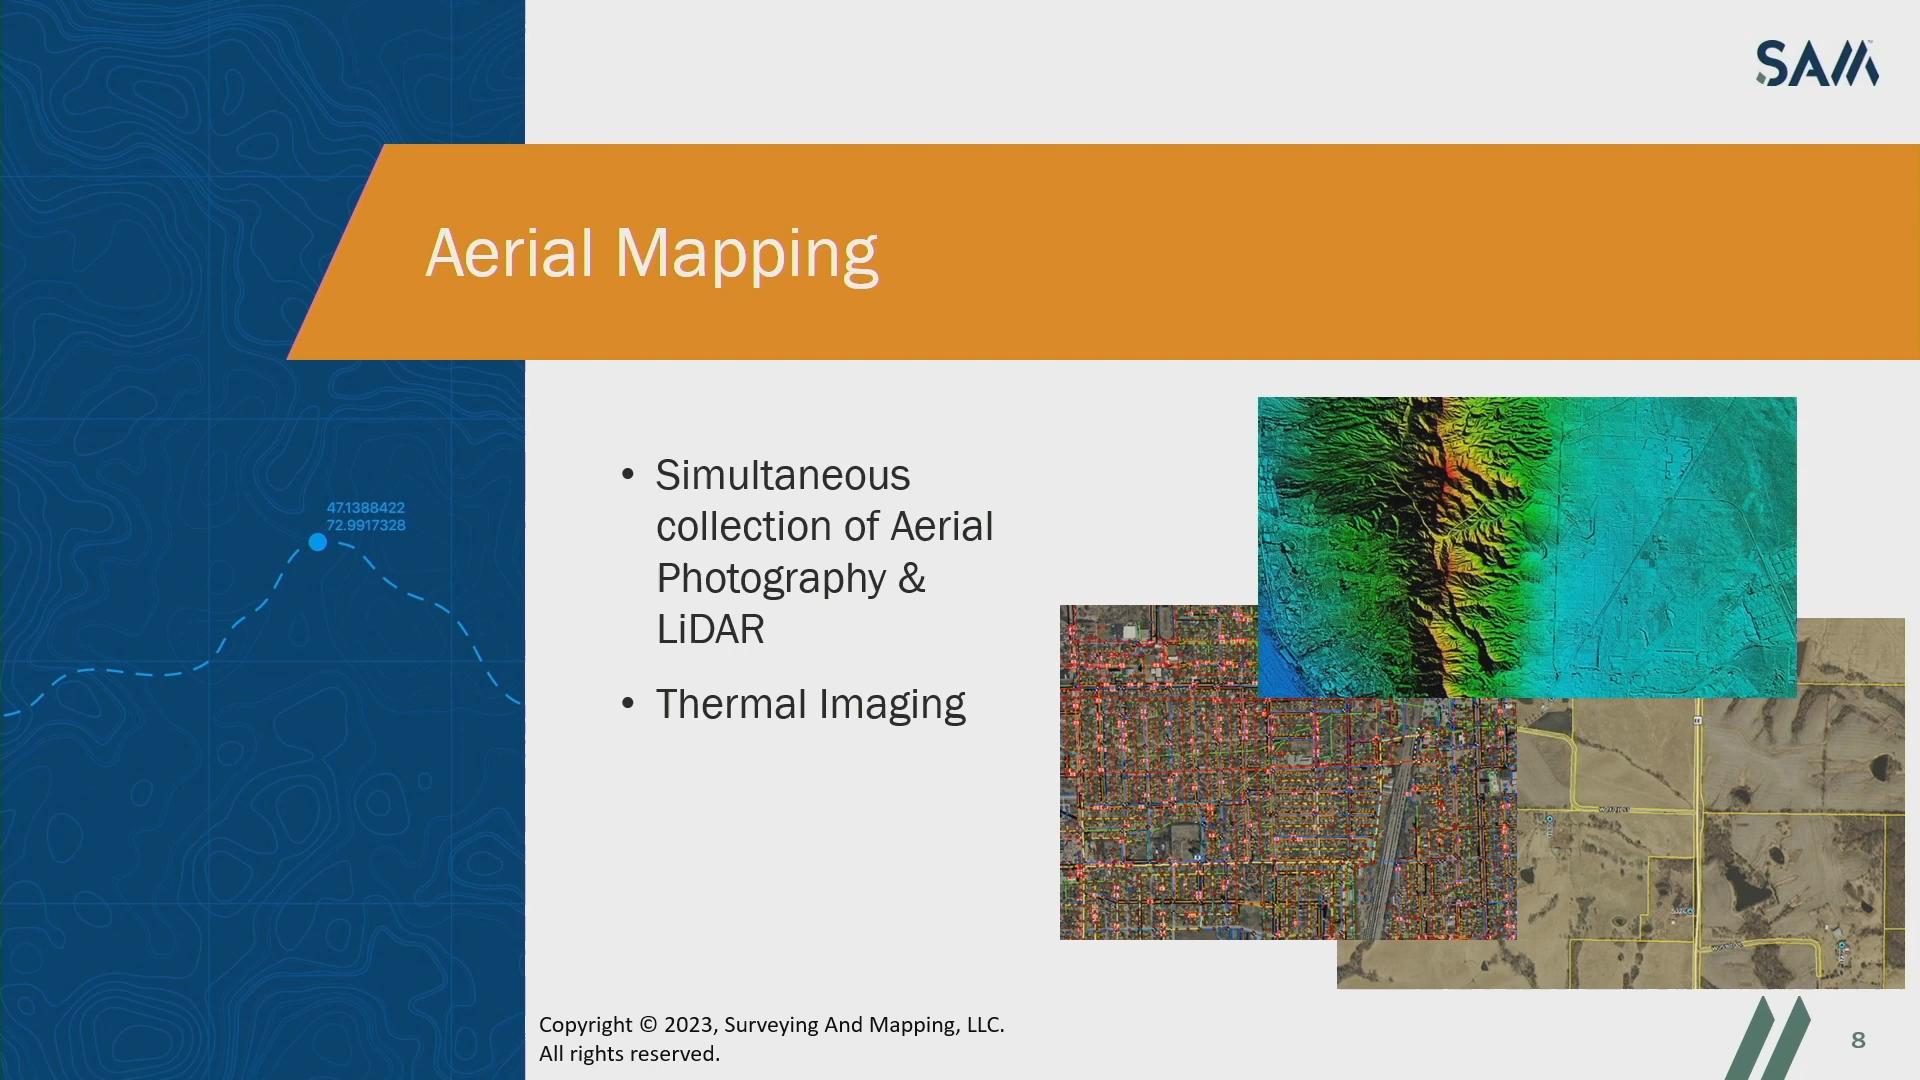 SAM
Aerial Mapping
47.1388422
72.9917328
• Simultaneous
collection of Aerial
Photography &
LiDAR
• Thermal Imaging
Copyright © 2023, Surveying And Mapping, LLC.
All rights reserved.
8